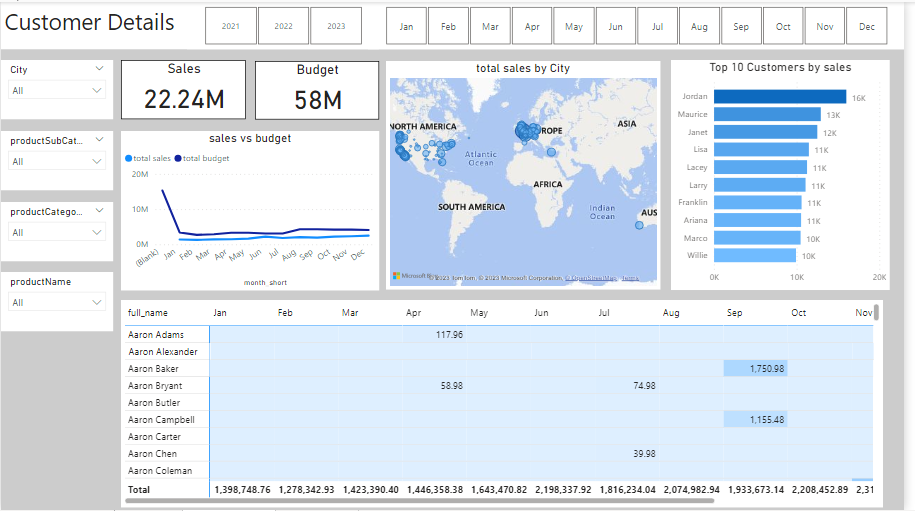 Customer Details
2021 2022 2023
Jan Feb Mar Apr May Jun Jul Aug Sep Oct Nov Dec
City
All
productSubCat...
All
productCatego...
All
productName
All
Sales
22.24M
Budget
58M
sales vs budget
total sales total budget
20M
10M
0M
(Blank) Jan Feb Mar Apr May Jun Jul Aug Sep Oct Nov Dec
month_short
total sales by City
NORTH AMERICA
ROPE
ASIA
Atlantic
Ocean
AFRICA
SOUTH AMERICA
Indian
Ocean
AUS
© 2023 TomTom, © 2023 Microsoft Corporation, © OpenStreetMap, Terms
Top 10 Customers by sales
Jordan 16K
Maurice 13K
Janet 12K
Lisa 11K
Lacey 11K
Larry 11K
Franklin 11K
Ariana 11K
Marco 10K
Willie 10K
0K 10K 20K
full_name Jan Feb Mar Apr May Jun Jul Aug Sep Oct Nov
Aaron Adams 117.96
Aaron Alexander
Aaron Baker 1,750.98
Aaron Bryant 58.98 74.98
Aaron Butler
Aaron Campbell 1,155.48
Aaron Carter
Aaron Chen 39.98
Aaron Coleman
Total 1,398,748.76 1,278,342.93 1,423,390.40 1,446,358.38 1,643,470.82 2,198,337.92 1,816,234.04 2,074,982.94 1,933,673.14 2,208,452.89 2,31